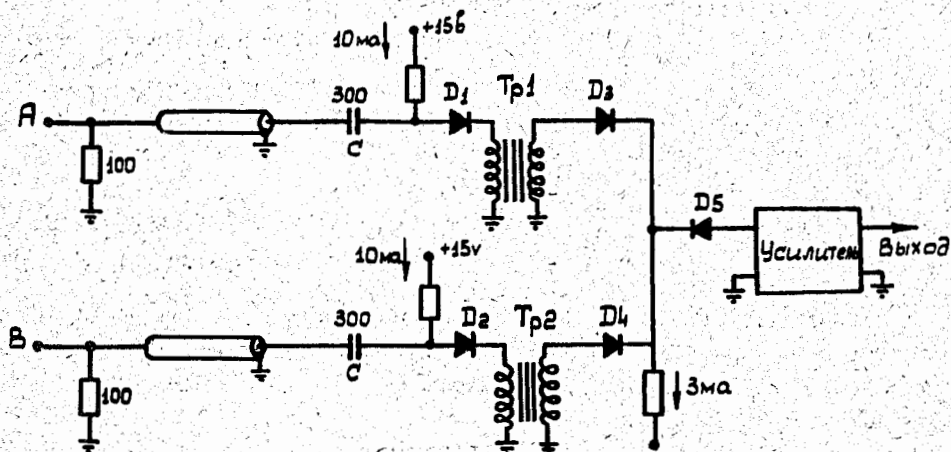 10ма
+15в
300
D1
Тр1
D3
A
C
100
D5
Усилитель
Выход
10ма
+15v
300
D2
Тр2
D4
B
C
100
3ма